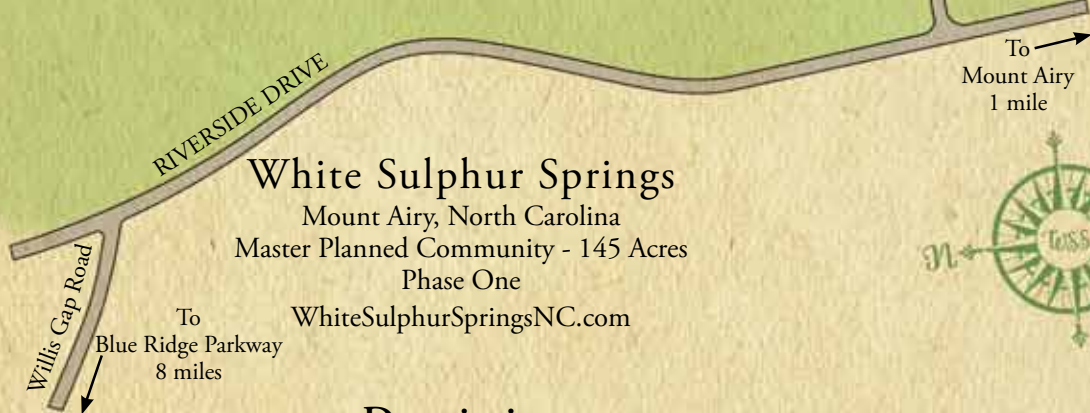 To
Mount Airy
1 mile
RIVERSIDE DRIVE
White Sulphur Springs
Mount Airy, North Carolina
Master Planned Community - 145 Acres
Phase One
WhiteSulphurSpringsNC.com
N
Willis Gap Road
To
Blue Ridge Parkway
8 miles